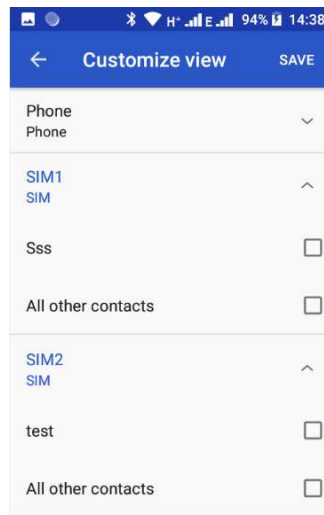 H+ E 94% 14:38
Customize view SAVE
Phone
Phone
SIM1
SIM
Sss
All other contacts
SIM2
SIM
test
All other contacts